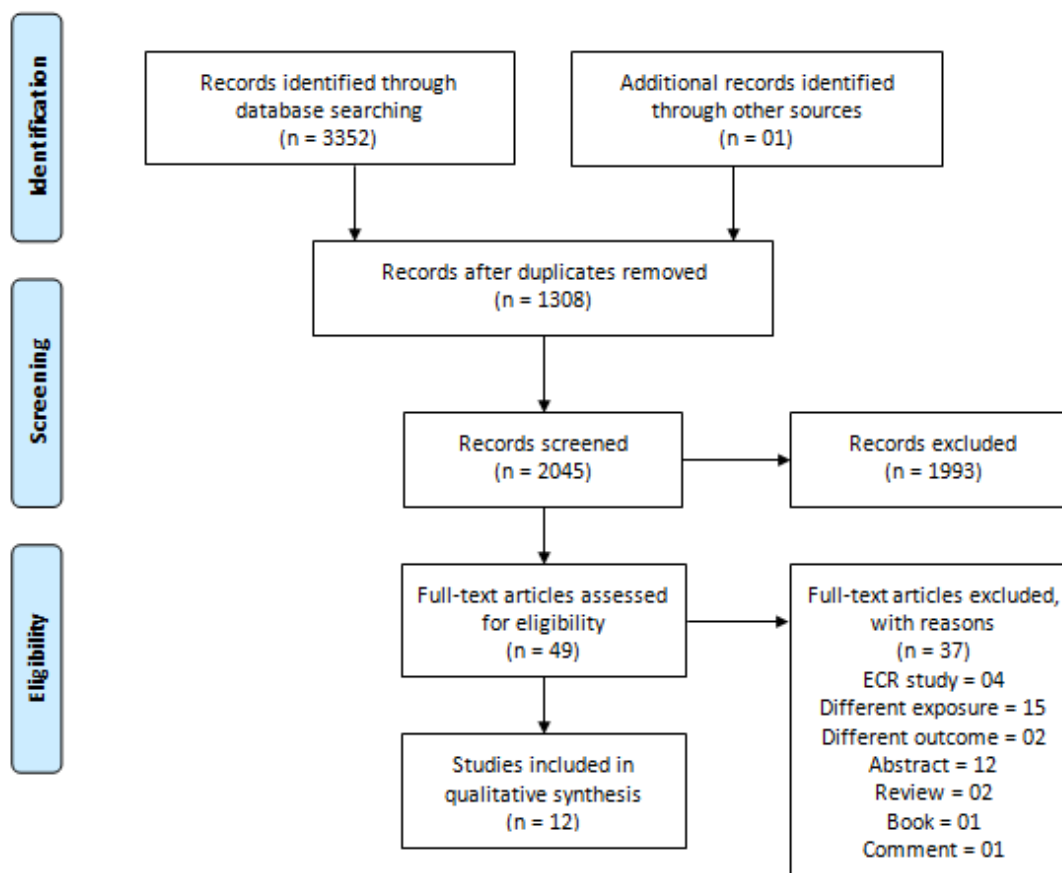 Identification
Records identified through
database searching
(n = 3352)
Additional records identified
through other sources
(n = 01)
Records after duplicates removed
(n = 1308)
Screening
Records screened
(n = 2045)
Records excluded
(n = 1993)
Eligibility
Full-text articles assessed
for eligibility
(n = 49)
Full-text articles excluded,
with reasons
(n = 37)
ECR study = 04
Different exposure = 15
Different outcome = 02
Abstract = 12
Review = 02
Book = 01
Comment = 01
Studies included in
qualitative synthesis
(n = 12)